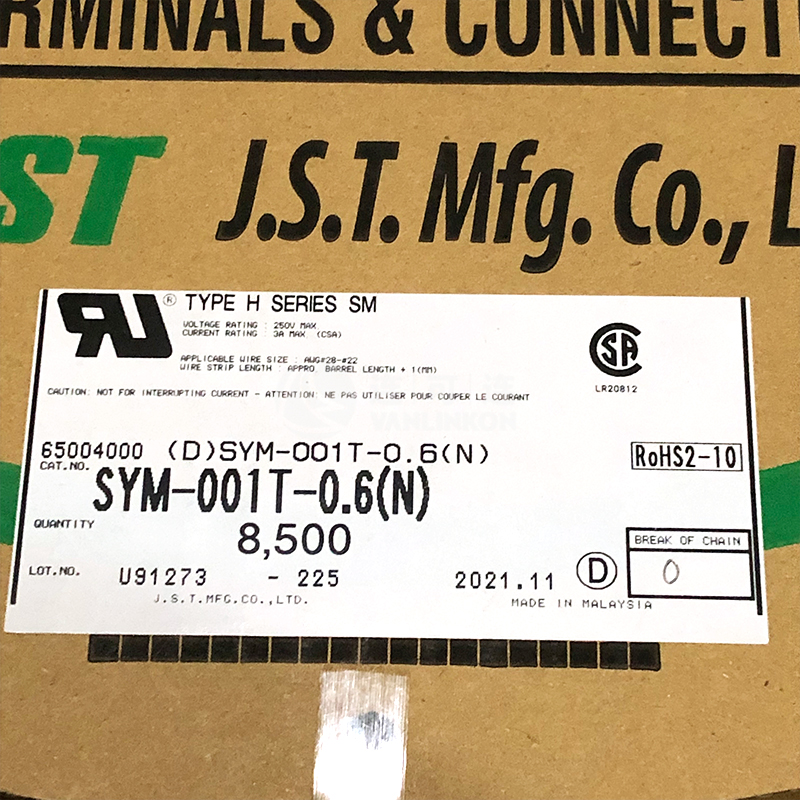 RMINALS & CONNECT
ST J.S.T. Mfg. Co., L
RU ® TYPE H SERIES SM
VOLTAGE RATING : 250V MAX.
CURRENT RATING : 3A MAX. (CSA)
APPLICABLE WIRE SIZE : AWG#28-#22
WIRE STRIP LENGTH : APPRO. BARREL LENGTH + 1(MM)
SA
LR20812
CAUTION: NOT FOR INTERRUPTING CURRENT - ATTENTION: NE PAS UTILISER POUR COUPER LE COURANT
VANLINKOH
65004000 (D)SYM-001T-0.6(N)
RoHS2-10
CAT.NO. SYM-001T-0.6(N)
QUANTITY 8,500
BREAK OF CHAIN
0
LOT.NO. U91273 - 225 2021.11 D
J.S.T.MFG.CO.,LTD. MADE IN MALAYSIA